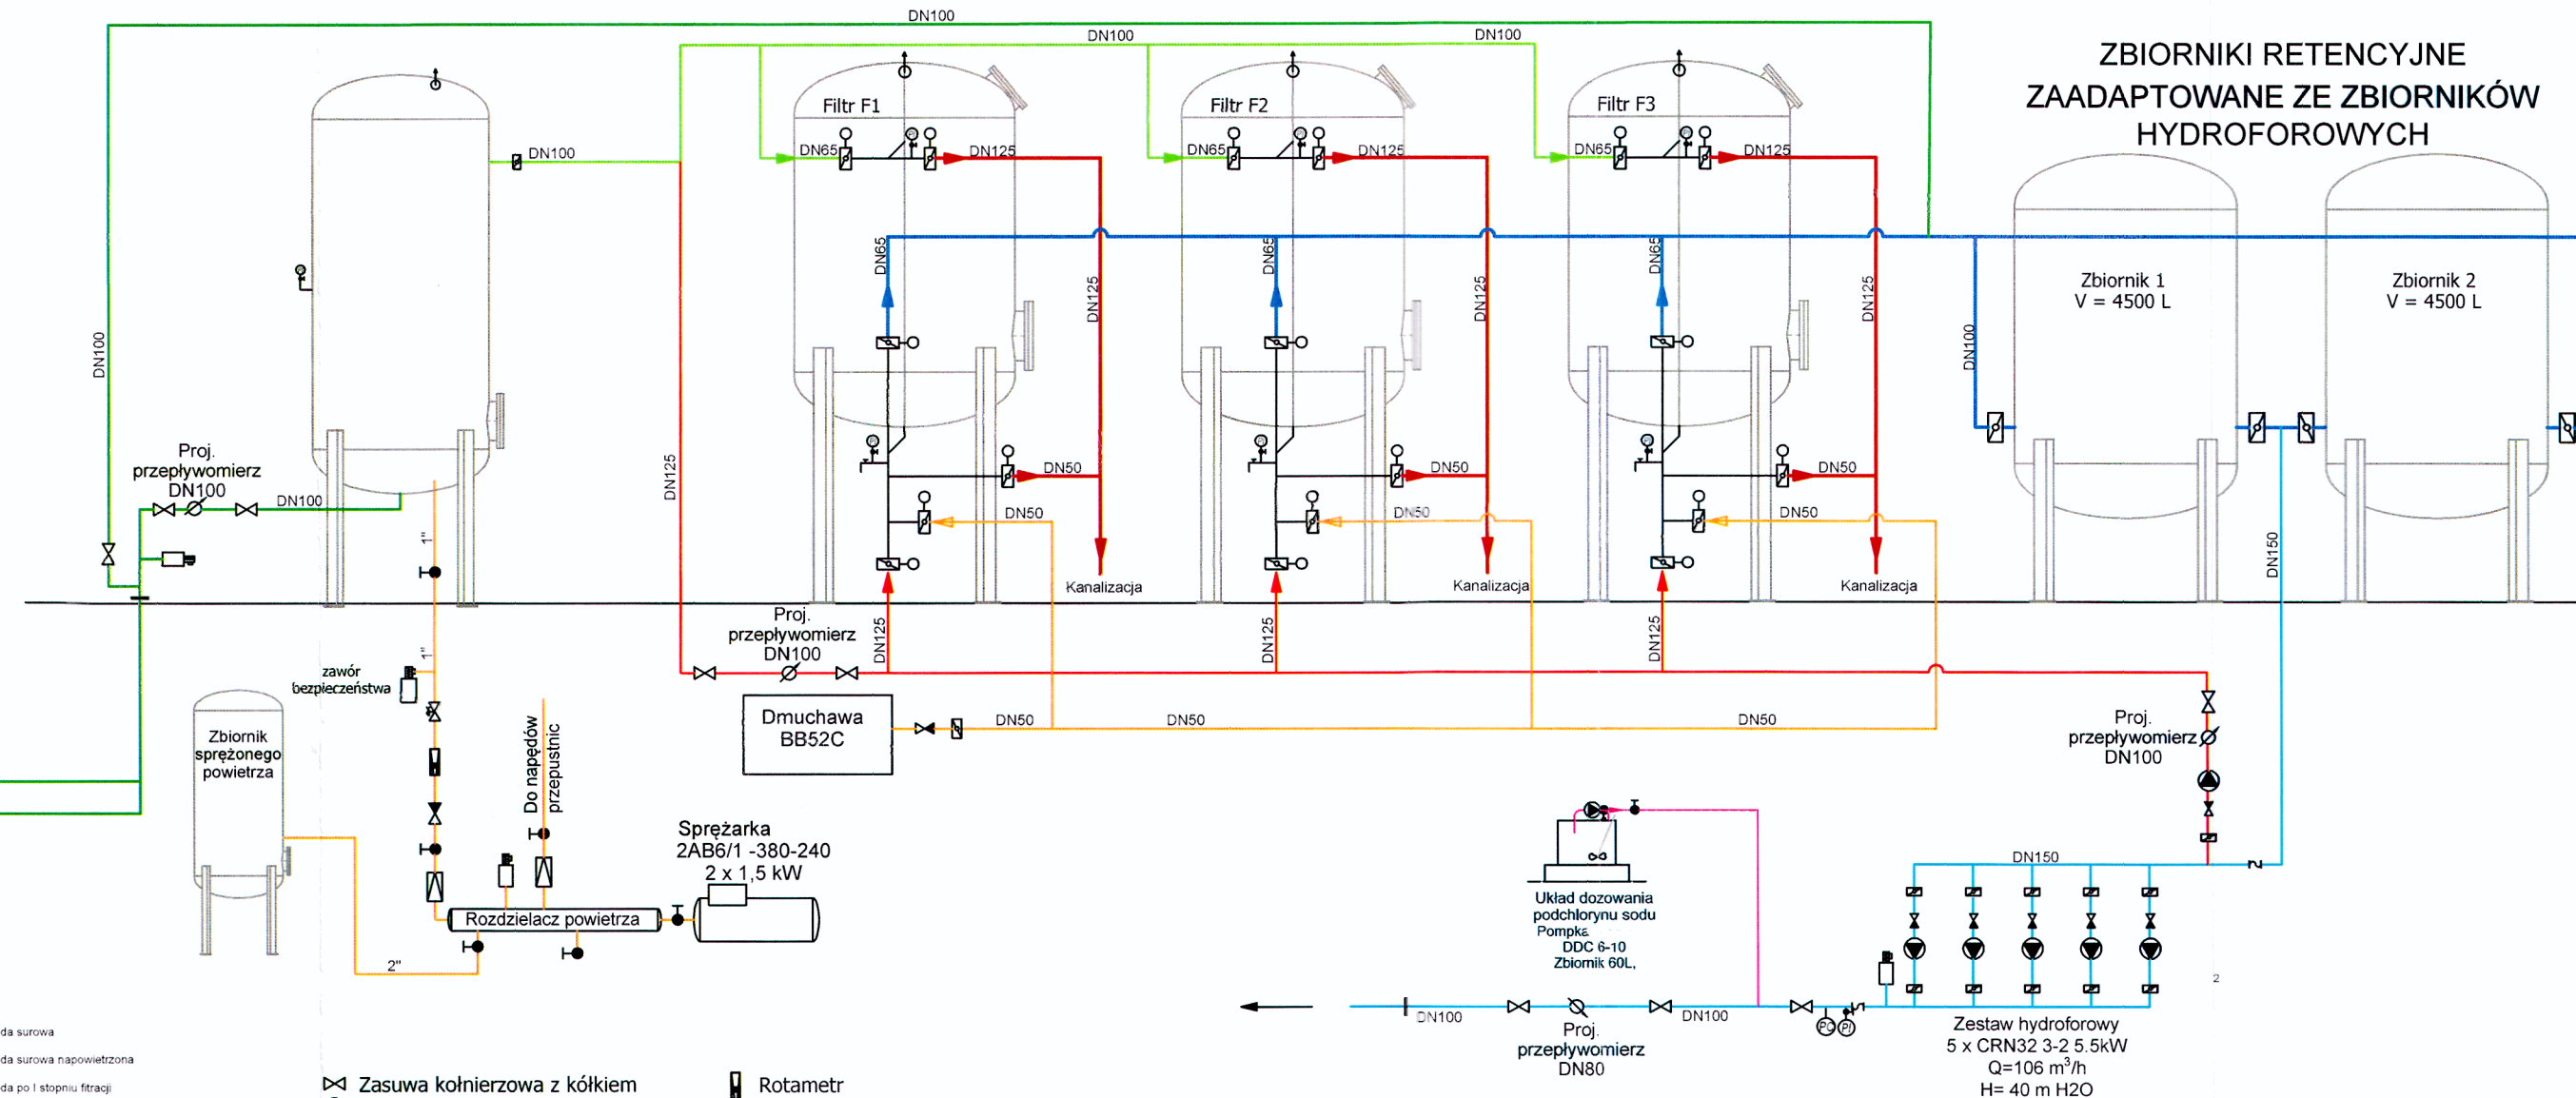 DN100
DN100
DN100
ZBIORNIKI RETENCYJNE
ZAADAPTOWANE ZE ZBIORNIKÓW
HYDROFOROWYCH
Filtr F1
Filtr F2
Filtr F3
DN100
DN65
DN125
DN65
DN125
DN65
DN125
DN65
DN125
DN65
DN125
DN65
DN125
Zbiornik 1
V = 4500 L
Zbiornik 2
V = 4500 L
DN100
DN100
Proj.
przepływomierz
DN100
DN100
DN125
DN50
DN50
DN50
DN50
DN50
DN50
1"
DN150
Kanalizacja
Kanalizacja
Kanalizacja
Proj.
przepływomierz
DN100
DN125
DN125
DN125
1"
zawór
bezpieczeństwa
Dmuchawa
BB52C
DN50
DN50
DN50
Proj.
przepływomierz
DN100
Zbiornik
sprężonego
powietrza
Do napędów
przepustnic
Sprężarka
2AB6/1 -380-240
2 x 1,5 kW
Rozdzielacz powietrza
2"
DN150
Układ dozowania
podchlorynu sodu
Pompka
DDC 6-10
Zbiornik 60L,
2
DN100
DN100
PO
PI
Proj.
przepływomierz
DN80
Zestaw hydroforowy
5 x CRN32 3-2 5.5kW
Q=106 m³/h
H= 40 m H2O
da surowa
da surowa napowietrzona
da po I stopniu fitracji
Zasuwa kołnierzowa z kółkiem
Rotametr